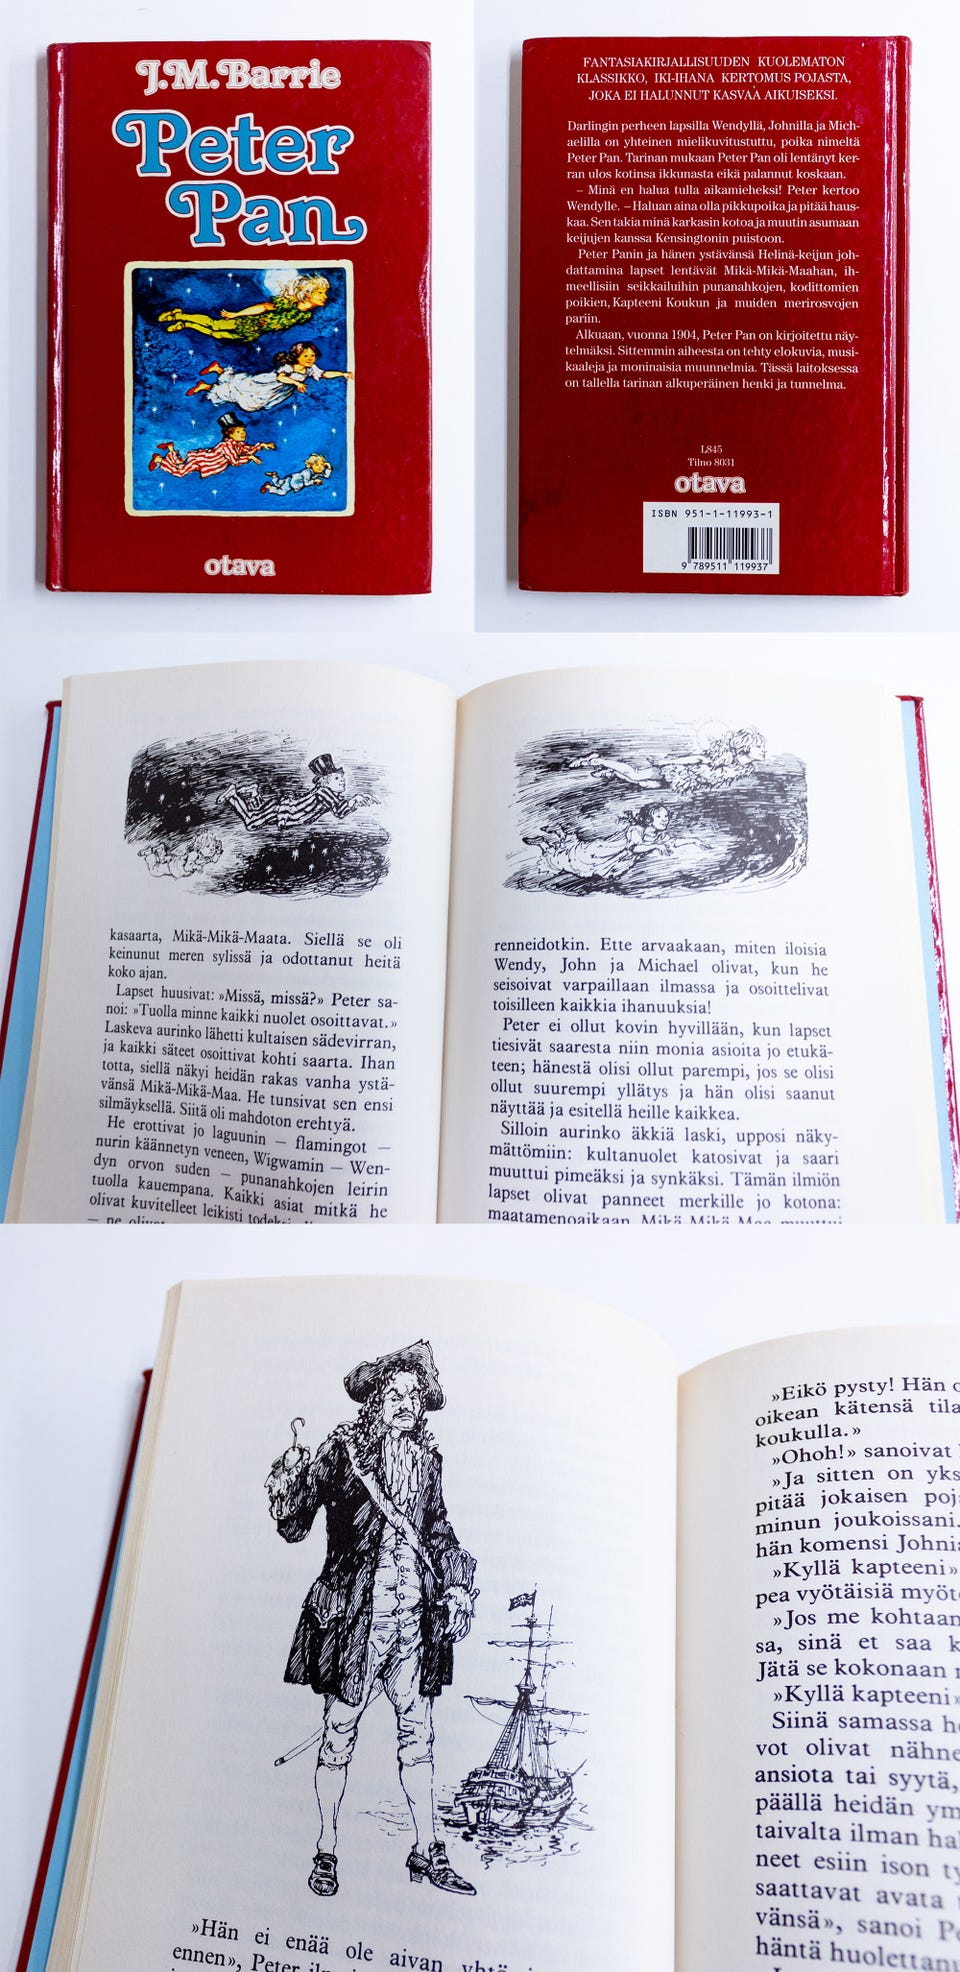 J.M.Barrie
Peter
Pan
otava
FANTASIAKIRJALLISUUDEN KUOLEMATON
KLASSIKKO, IKI-IHANA KERTOMUS POJASTA,
JOKA EI HALUNNUT KASVAA AIKUISEKSI.
Darlingin perheen lapsilla Wendyllä, Johnilla ja Mich-
aelilla on yhteinen mielikuvitustuttu, poika nimeltä
Peter Pan. Tarinan mukaan Peter Pan oli lentänyt ker-
ran ulos kotinsa ikkunasta eikä palannut koskaan.
– Minä en halua tulla aikamieheksi! Peter kertoo
Wendylle. – Haluan aina olla pikkupoika ja pitää haus-
kaa. Sen takia minä karkasin kotoa ja muutin asumaan
keijujen kanssa Kensingtonin puistoon.
Peter Panin ja hänen ystävänsä Helinä-keijun joh-
dattamina lapset lentävät Mikä-Mikä-Maahan, ih-
meellisiin seikkailuihin punanahkojen, kodittomien
poikien, Kapteeni Koukun ja muiden merirosvojen
pariin.
Alkuaan, vuonna 1904, Peter Pan on kirjoitettu näy-
telmäksi. Sittemmin aiheesta on tehty elokuvia, musi-
kaaleja ja moninaisia muunnelmia. Tässä laitoksessa
on tallella tarinan alkuperäinen henki ja tunnelma.
L845
Tilno 8031
otava
ISBN 951-1-11993-1
9 789511 119937
kasaarta, Mikä-Mikä-Maata. Siellä se oli
keinunut meren sylissä ja odottanut heitä
koko ajan.
Lapset huusivat: »Missä, missä?» Peter sa-
noi: »Tuolla minne kaikki nuolet osoittavat.»
Laskeva aurinko lähetti kultaisen sädevirran,
ja kaikki säteet osoittivat kohti saarta. Ihan
totta, siellä näkyi heidän rakas vanha ystä-
vänsä Mikä-Mikä-Maa. He tunsivat sen ensi
silmäyksellä. Siitä oli mahdoton erehtyä.
He erottivat jo laguunin — flamingot —
nurin käännetyn veneen, Wigwamin — Wen-
dyn orvon suden — punanahkojen leirin
tuolla kauempana. Kaikki asiat mitkä he
olivat kuvitelleet leikisti todeksi
— ne olivat
renneidotkin. Ette arvaakaan, miten iloisia
Wendy, John ja Michael olivat, kun he
seisoivat varpaillaan ilmassa ja osoittelivat
toisilleen kaikkia ihanuuksia!
Peter ei ollut kovin hyvillään, kun lapset
tiesivät saaresta niin monia asioita jo etukä-
teen; hänestä olisi ollut parempi, jos se olisi
ollut suurempi yllätys ja hän olisi saanut
näyttää ja esitellä heille kaikkea.
Silloin aurinko äkkiä laski, upposi näky-
mättömiin: kultanuolet katosivat ja saari
muuttui pimeäksi ja synkäksi. Tämän ilmiön
lapset olivat panneet merkille jo kotona:
maatamenoaikaan Mikä-Mikä-Maa muuttui
»Hän ei enää ole aivan yhtä
ennen», Peter
»Eikö pysty! Hän
oikean kätensä
koukulla.»
»Ohoh!» sanoivat
»Ja sitten on
pitää jokaisen
minun joukoissani.
hän komensi
»Kyllä kapteeni»
pea vyötäisiä
»Jos me
sa, sinä et saa
Jätä se kokonaan
»Kyllä kapteeni»
Siinä samassa
vot olivat
ansiota tai syytä,
päällä heidän
taivalta ilman
neet esiin ison
saattavat avata
vänsä», sanoi
häntä